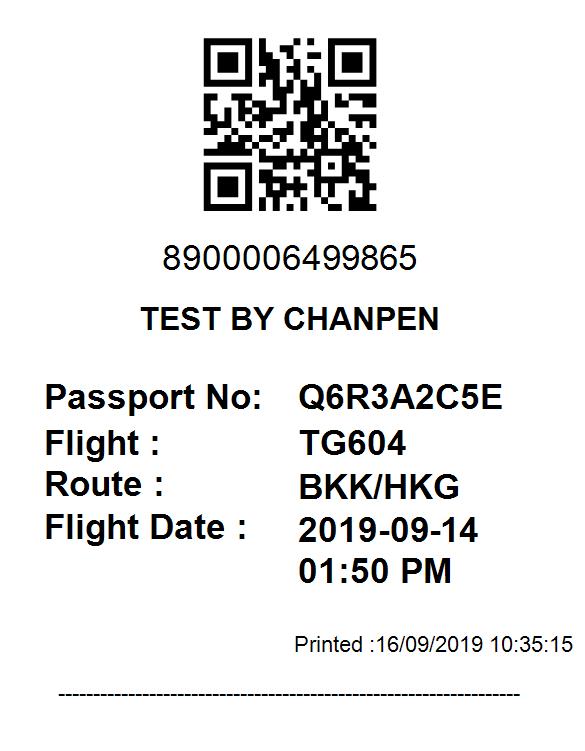 8900006499865
TEST BY CHANPEN
Passport No: Q6R3A2C5E
Flight : TG604
Route : BKK/HKG
Flight Date : 2019-09-14
01:50 PM
Printed :16/09/2019 10:35:15
------------------------------------------------------------------